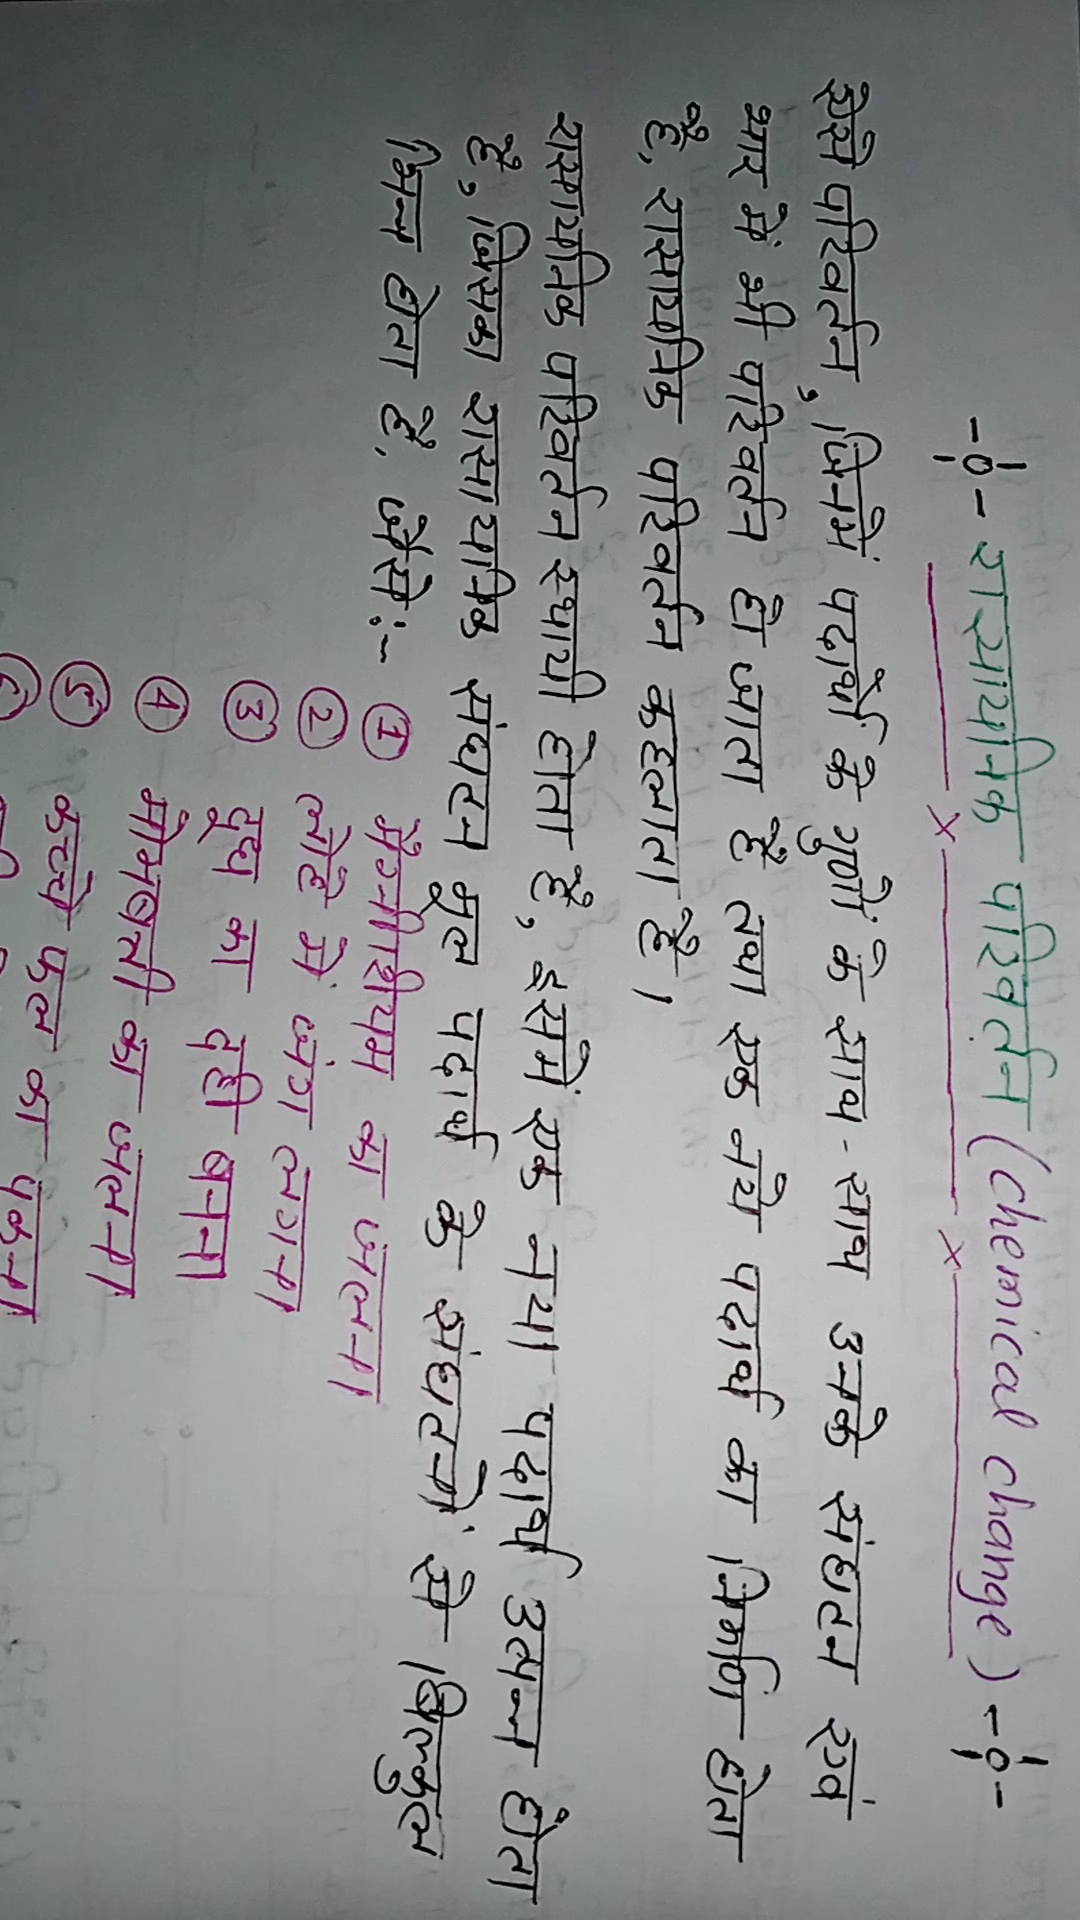 -०- रासायनिक परिवर्तन (chemical change) -०-
ऐसे परिवर्तन, जिनमें पदार्थों के गुणों के साथ-साथ उनके संघटन एवं
भार में भी परिवर्तन हो जाता हैं तथा एक नये पदार्थ का निर्माण होता
हैं, रासायनिक परिवर्तन कहलाता हैं।
रासायनिक परिवर्तन स्थायी होता हैं, इसमें एक नया पदार्थ उत्पन्न होता
हैं, जिसका रासायनिक संघटन मूल पदार्थ के संघटनों से बिल्कुल
भिन्न होता हैं. जैसे:-
① मैग्नीशियम का जलना
② लोहे में जंग लगना
③ दूध का दही बनना
④ मोमबत्ती का जलना
⑤ कच्चे फल का पकना
⑥